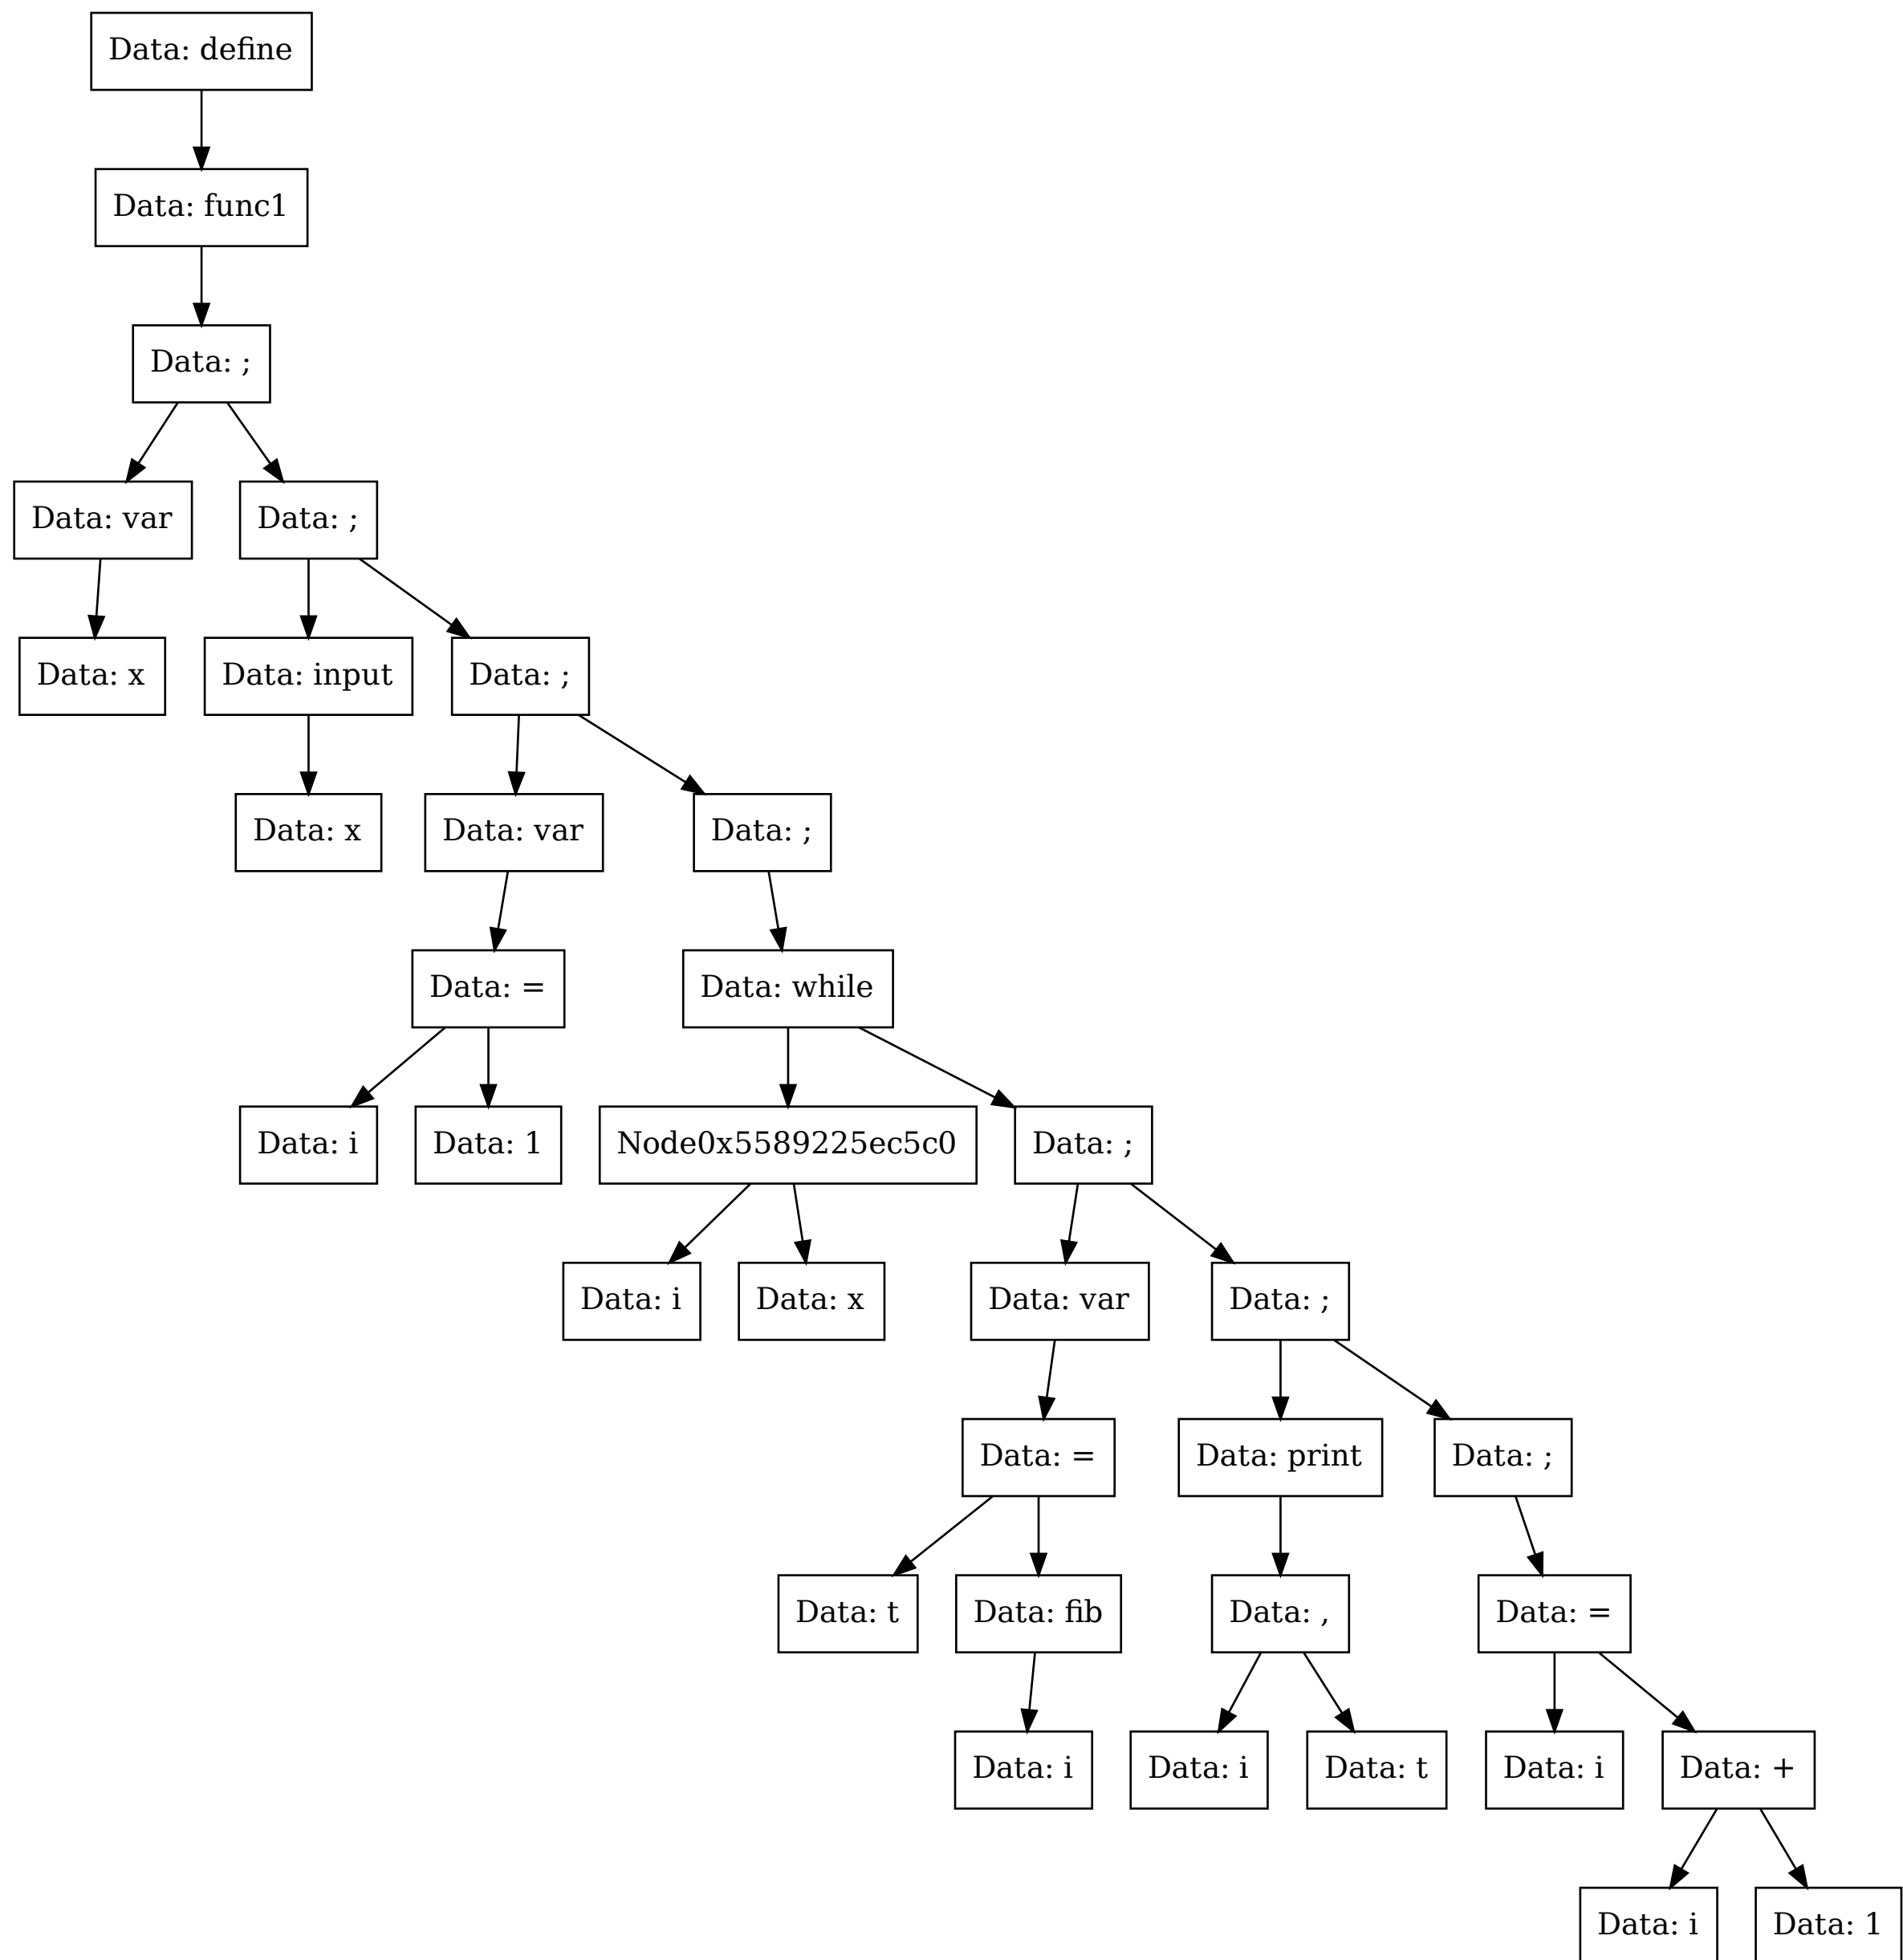 Data: define
Data: func1
Data: ;
Data: var
Data: ;
Data: x
Data: input
Data: ;
Data: x
Data: var
Data: ;
Data: =
Data: while
Data: i
Data: 1
Node0x5589225ec5c0
Data: ;
Data: i
Data: x
Data: var
Data: ;
Data: =
Data: print
Data: ;
Data: t
Data: fib
Data: ,
Data: =
Data: i
Data: i
Data: t
Data: i
Data: +
Data: i
Data: 1